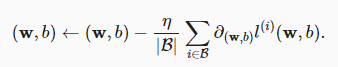 (𝐰, b) ← (𝐰, b) − η/|ℬ| ∑_{i∈ℬ} ∂_{(𝐰,b)} l^{(i)}(𝐰, b).